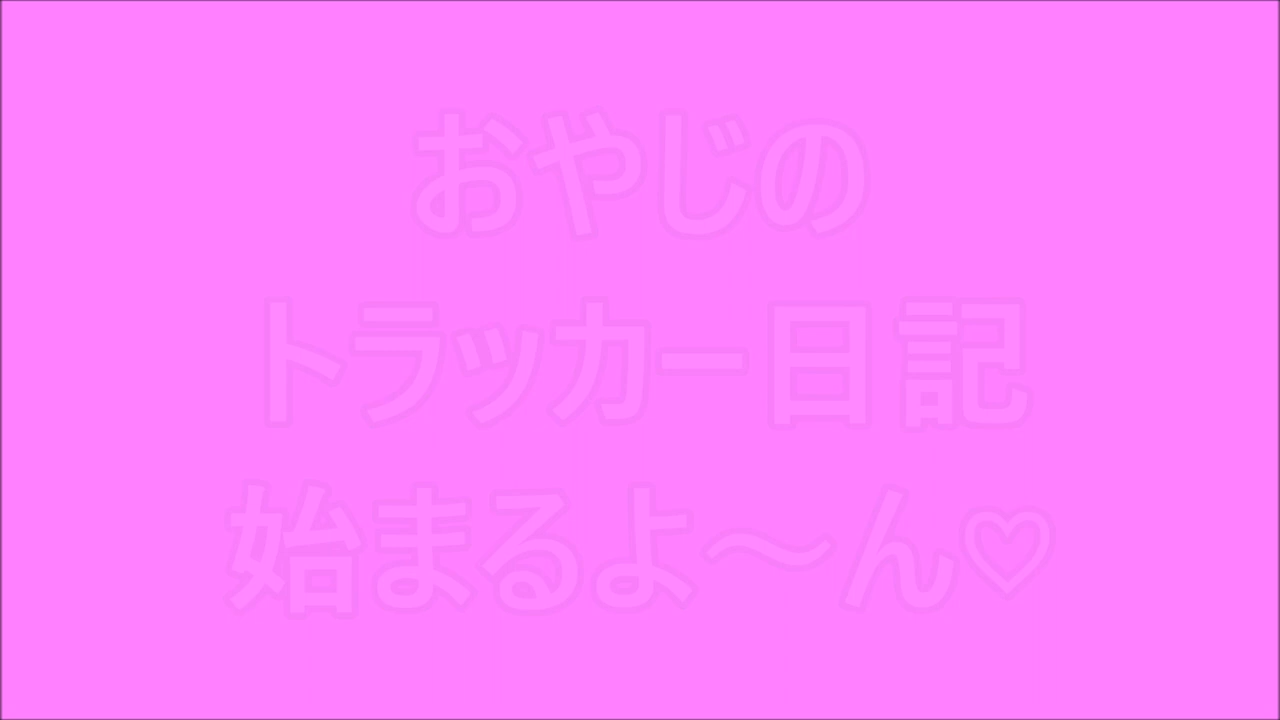 おやじの
トラッカー日記
始まるよ〜ん♡